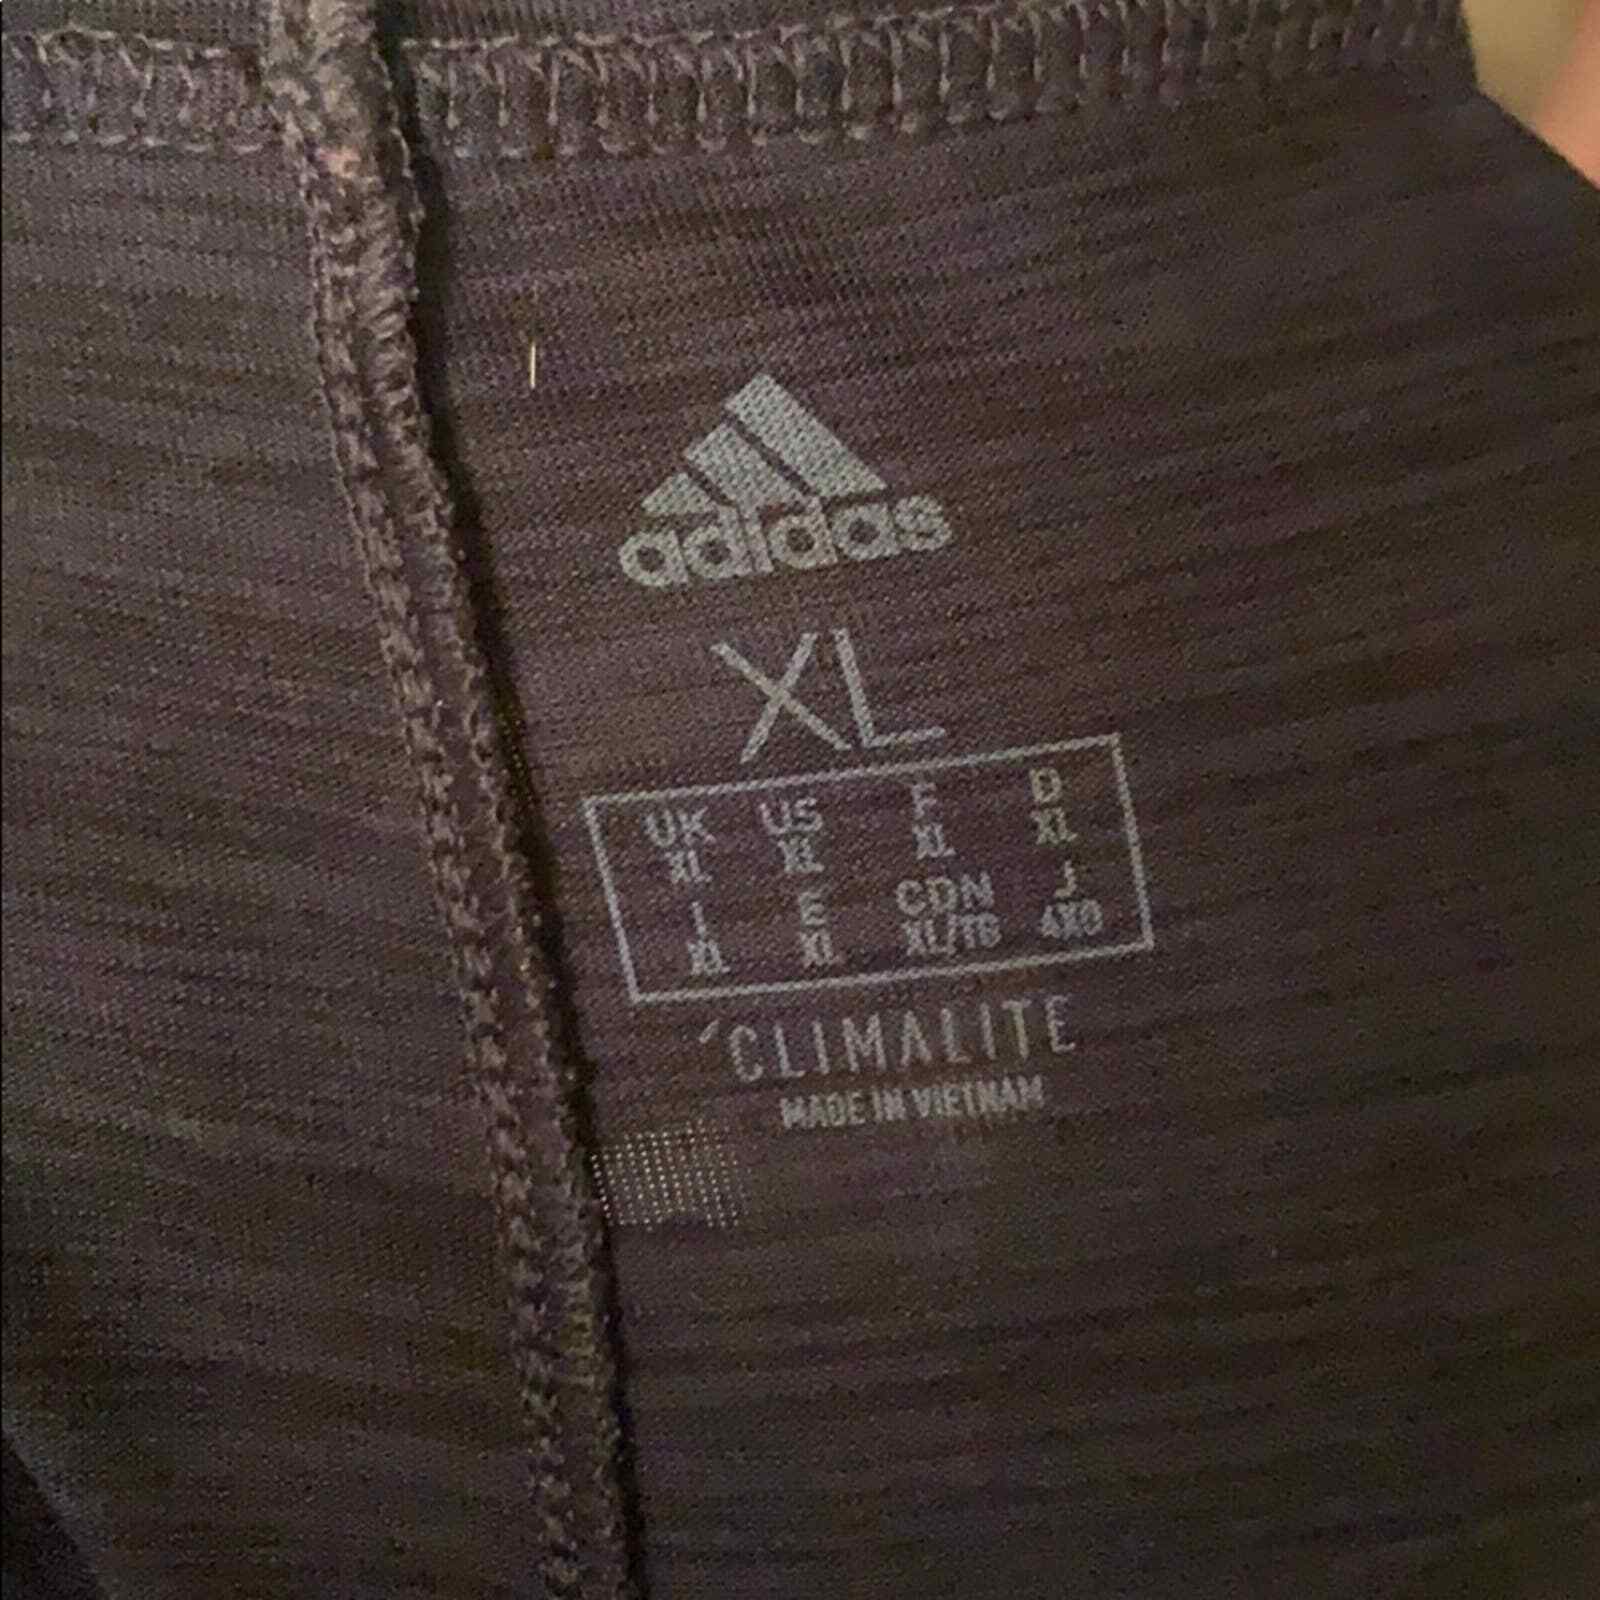 adidas
XL
UK US F D
XL XL XL XL
I E CDN J
XL XL XL/TG 4XO
CLIMALITE
MADE IN VIETNAM